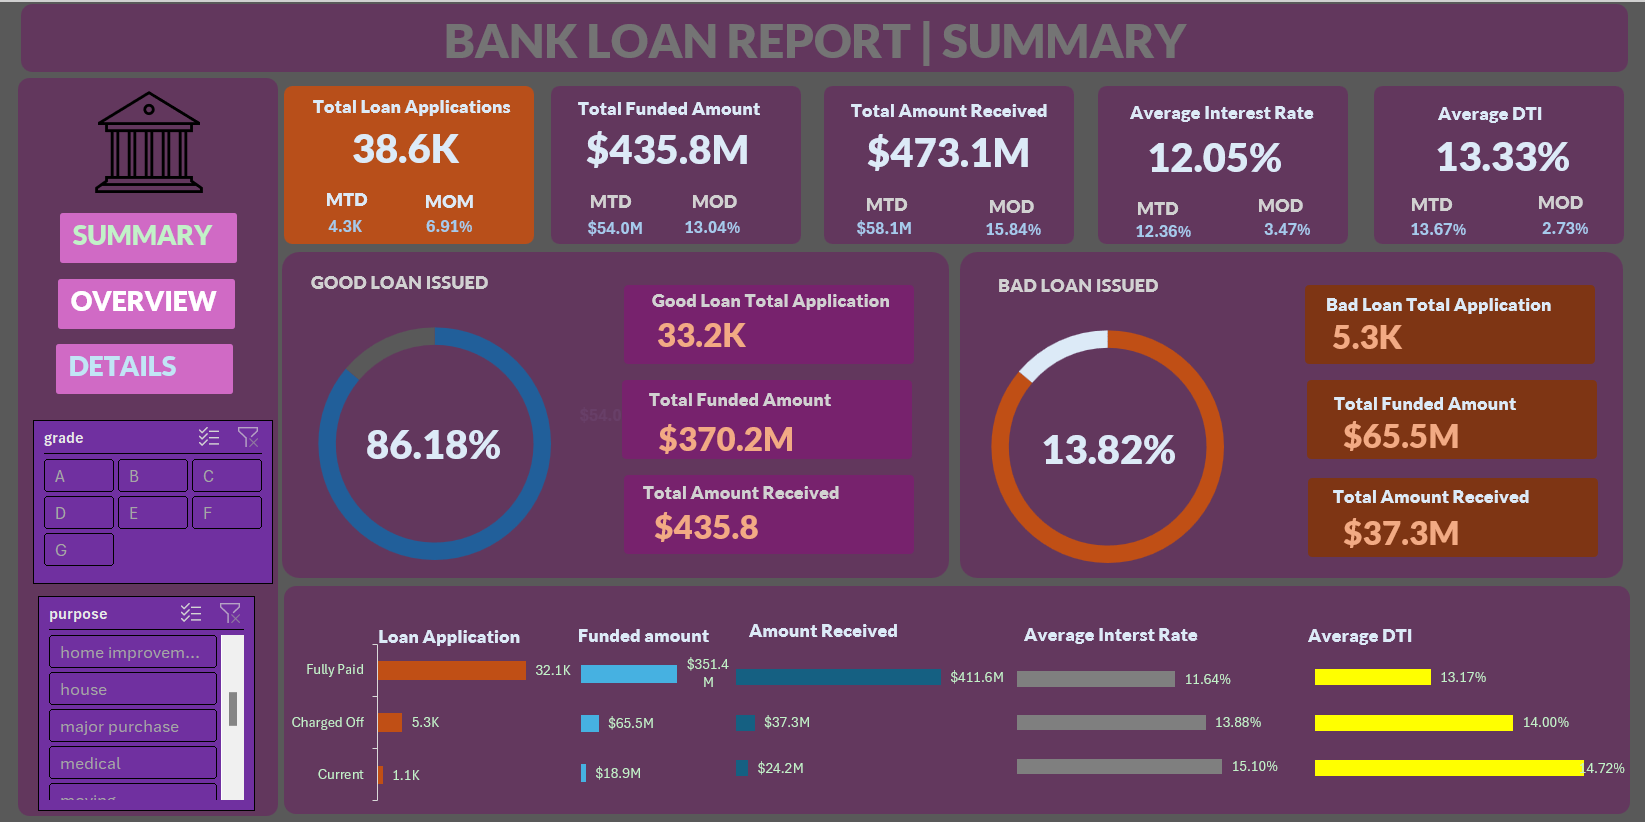 BANK LOAN REPORT | SUMMARY
SUMMARY
OVERVIEW
DETAILS
grade
A
B
C
D
E
F
G
purpose
home improvem...
house
major purchase
medical
moving
Total Loan Applications
38.6K
MTD
MOM
4.3K
6.91%
Total Funded Amount
$435.8M
MTD
MOD
$54.0M
13.04%
Total Amount Received
$473.1M
MTD
MOD
$58.1M
15.84%
Average Interest Rate
12.05%
MTD
MOD
12.36%
3.47%
Average DTI
13.33%
MTD
MOD
13.67%
2.73%
GOOD LOAN ISSUED
86.18%
$54.0
Good Loan Total Application
33.2K
Total Funded Amount
$370.2M
Total Amount Received
$435.8
BAD LOAN ISSUED
13.82%
Bad Loan Total Application
5.3K
Total Funded Amount
$65.5M
Total Amount Received
$37.3M
Loan Application
Fully Paid
32.1K
Charged Off
5.3K
Current
1.1K
Funded amount
$351.4
M
$65.5M
$18.9M
Amount Received
$411.6M
$37.3M
$24.2M
Average Interst Rate
11.64%
13.88%
15.10%
Average DTI
13.17%
14.00%
14.72%